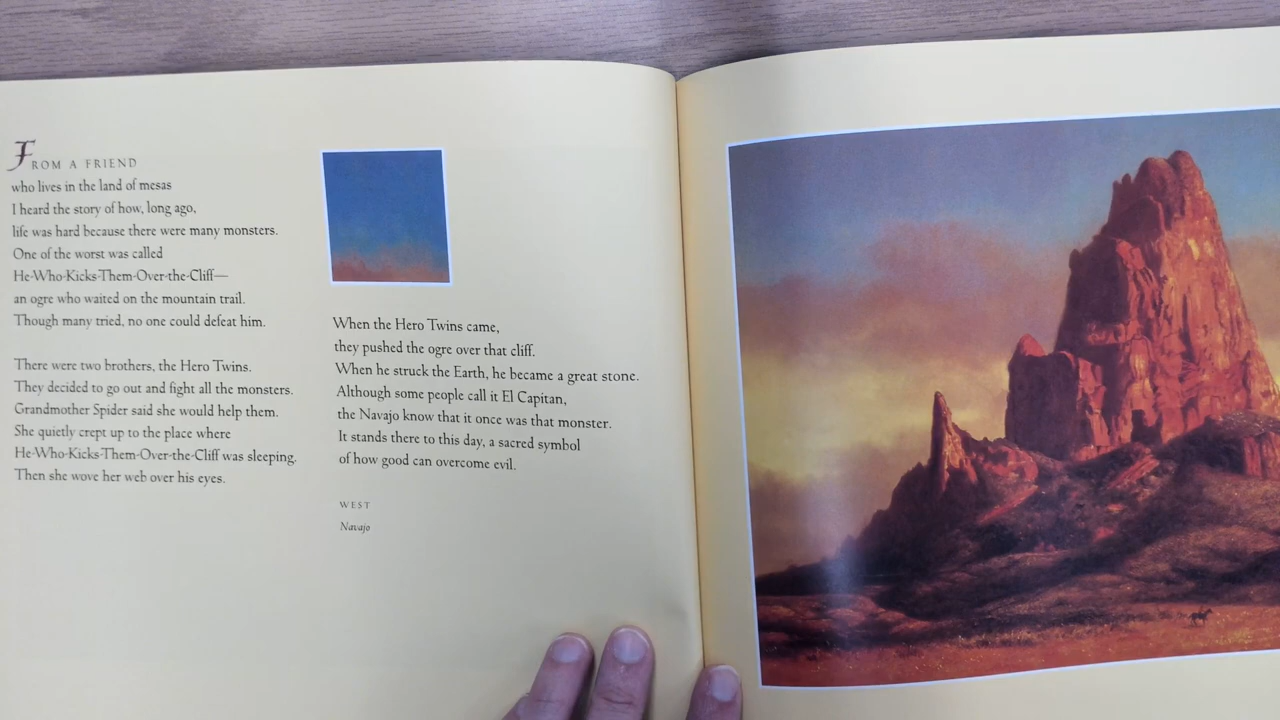 FROM A FRIEND
who lives in the land of mesas
I heard the story of how, long ago,
life was hard because there were many monsters.
One of the worst was called
He-Who-Kicks-Them-Over-the-Cliff—
an ogre who waited on the mountain trail.
Though many tried, no one could defeat him.
There were two brothers, the Hero Twins.
They decided to go out and fight all the monsters.
Grandmother Spider said she would help them.
She quietly crept up to the place where
He-Who-Kicks-Them-Over-the-Cliff was sleeping.
Then she wove her web over his eyes.
When the Hero Twins came,
they pushed the ogre over that cliff.
When he struck the Earth, he became a great stone.
Although some people call it El Capitan,
the Navajo know that it once was that monster.
It stands there to this day, a sacred symbol
of how good can overcome evil.
WEST
Navajo